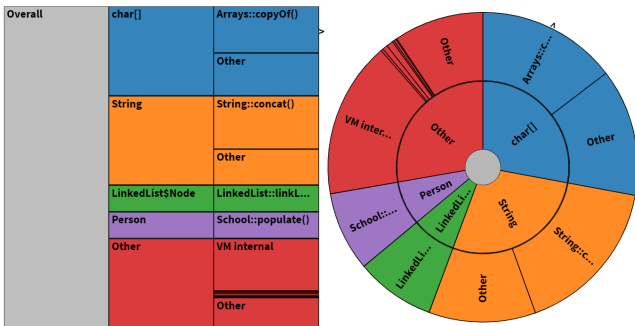 Overall
char[]
Arrays::copyOf()
Other
String
String::concat()
Other
LinkedList$Node
LinkedList::linkL...
Person
School::populate()
Other
VM internal
Other
>
Other
Arrays::c...
VM inter...
Other
char[]
Other
Person
School::...
LinkedLi...
String
LinkedLi...
Other
String::c...